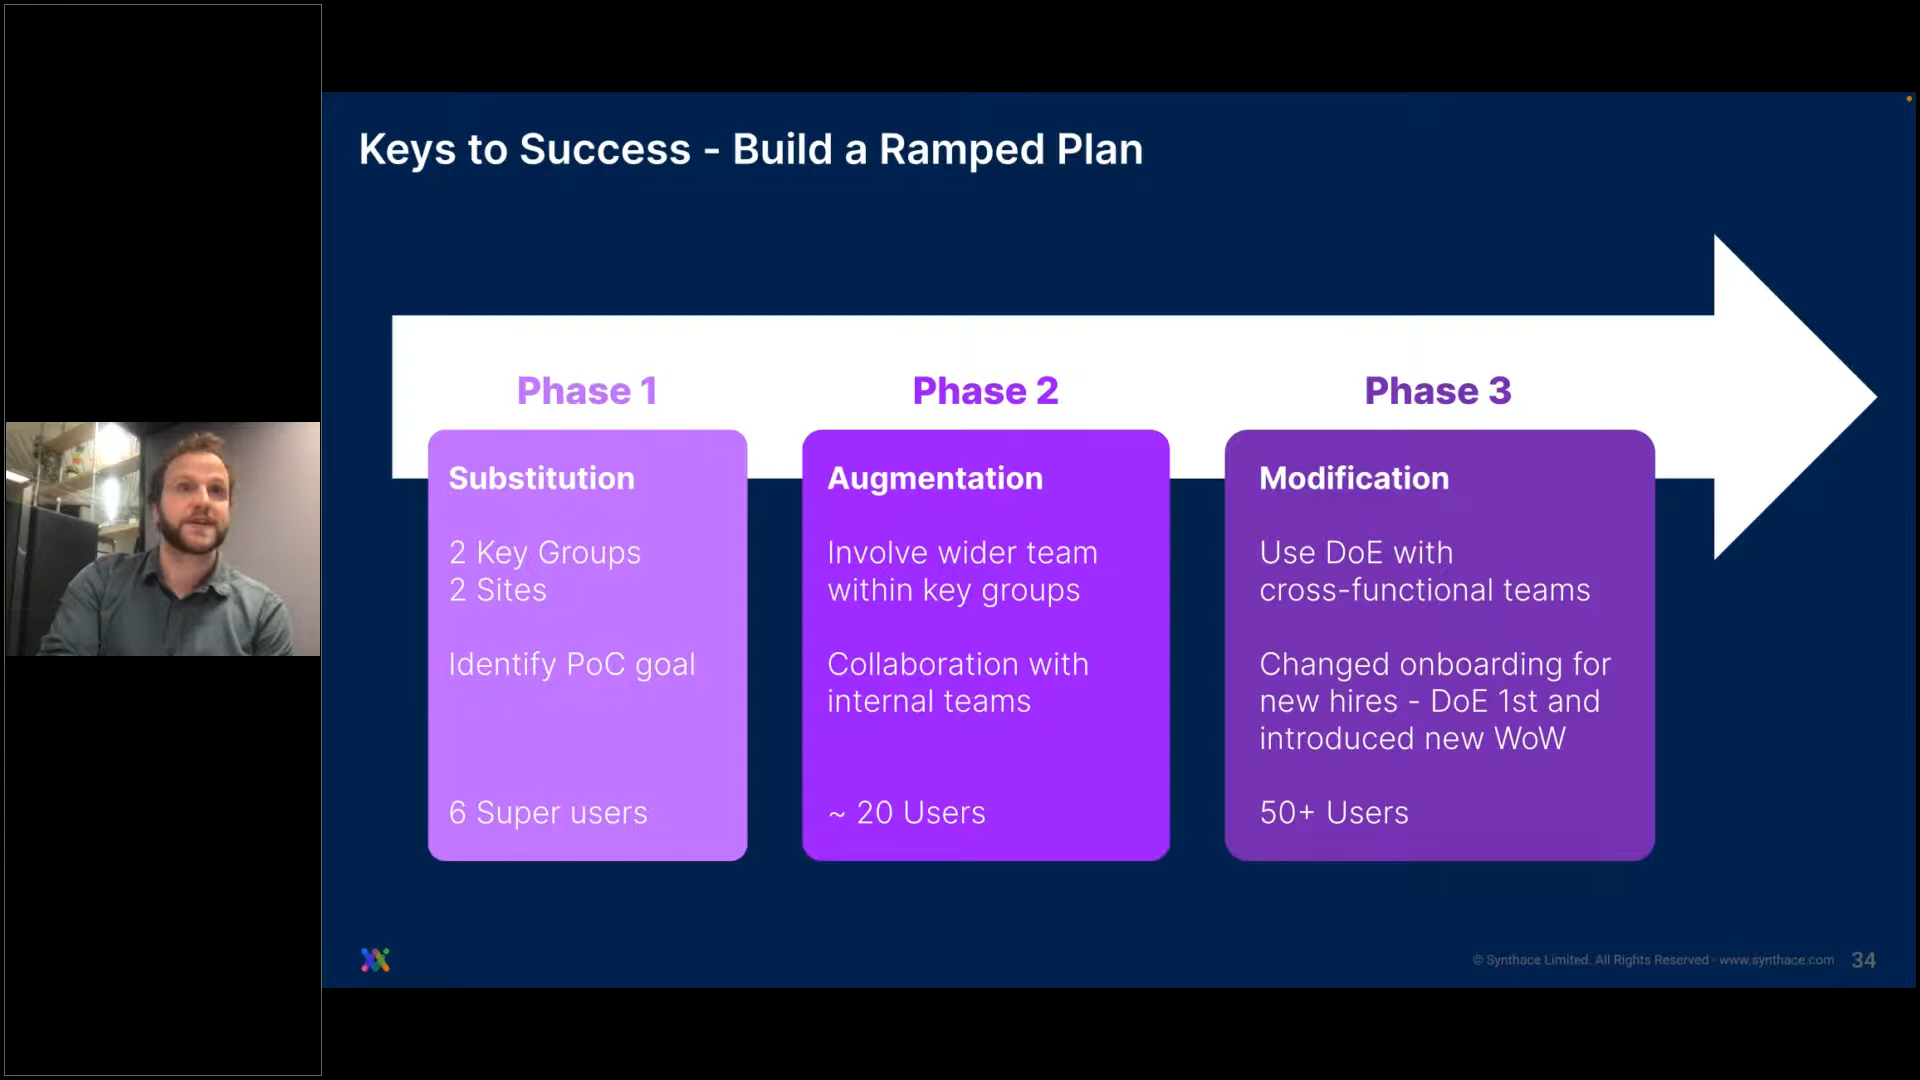 Keys to Success - Build a Ramped Plan
Phase 1
Substitution
2 Key Groups
2 Sites
Identify PoC goal
6 Super users
Phase 2
Augmentation
Involve wider team
within key groups
Collaboration with
internal teams
~ 20 Users
Phase 3
Modification
Use DoE with
cross-functional teams
Changed onboarding for
new hires - DoE 1st and
introduced new WoW
50+ Users
© Synthace Limited. All Rights Reserved - www.synthace.com 34